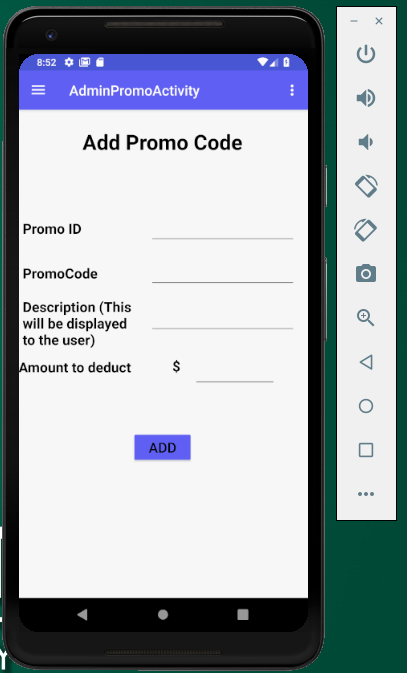 8:52
AdminPromoActivity
Add Promo Code
Promo ID
PromoCode
Description (This
will be displayed
to the user)
Amount to deduct $
ADD